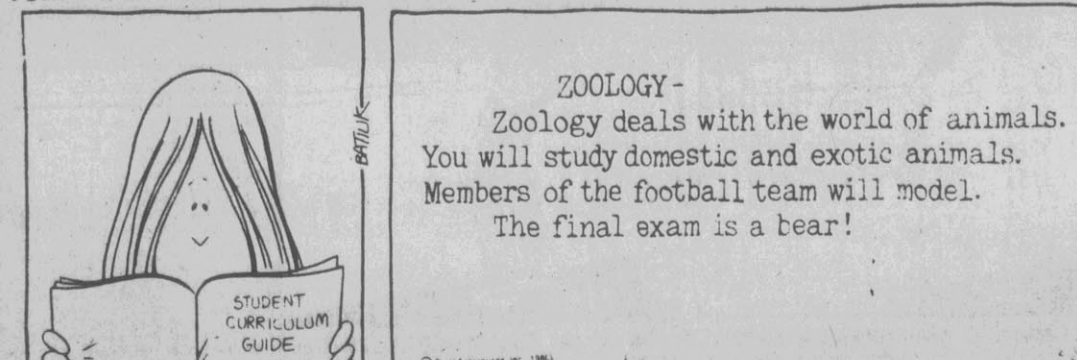 BATIUK
STUDENT
CURRICULUM
GUIDE
ZOOLOGY-
Zoology deals with the world of animals.
You will study domestic and exotic animals.
Members of the football team will model.
The final exam is a bear!